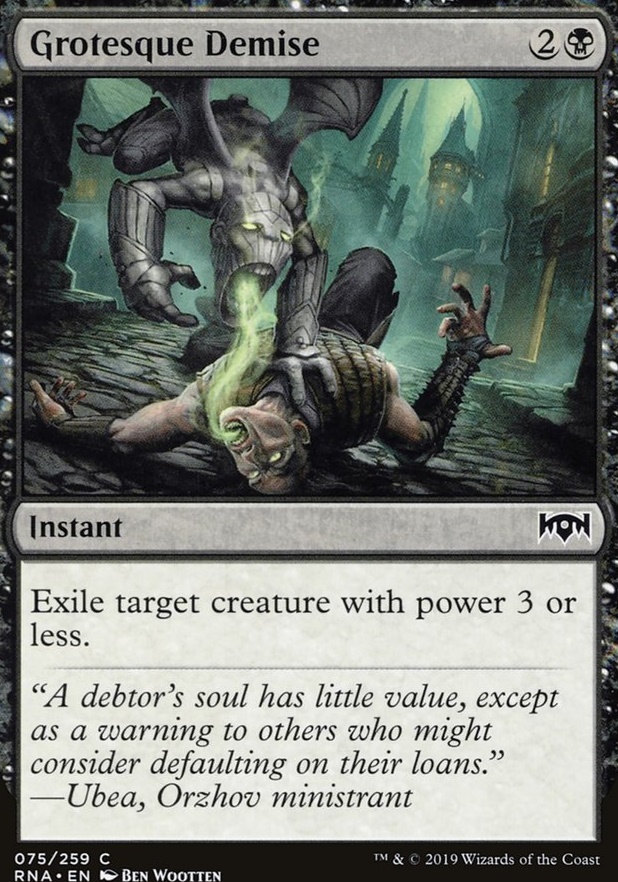 Grotesque Demise 2
Instant
Exile target creature with power 3 or
less.
“A debtor’s soul has little value, except
as a warning to others who might
consider defaulting on their loans.”
—Ubea, Orzhov ministrant
075/259 C
RNA • EN Ben Wootten
™ & © 2019 Wizards of the Coast